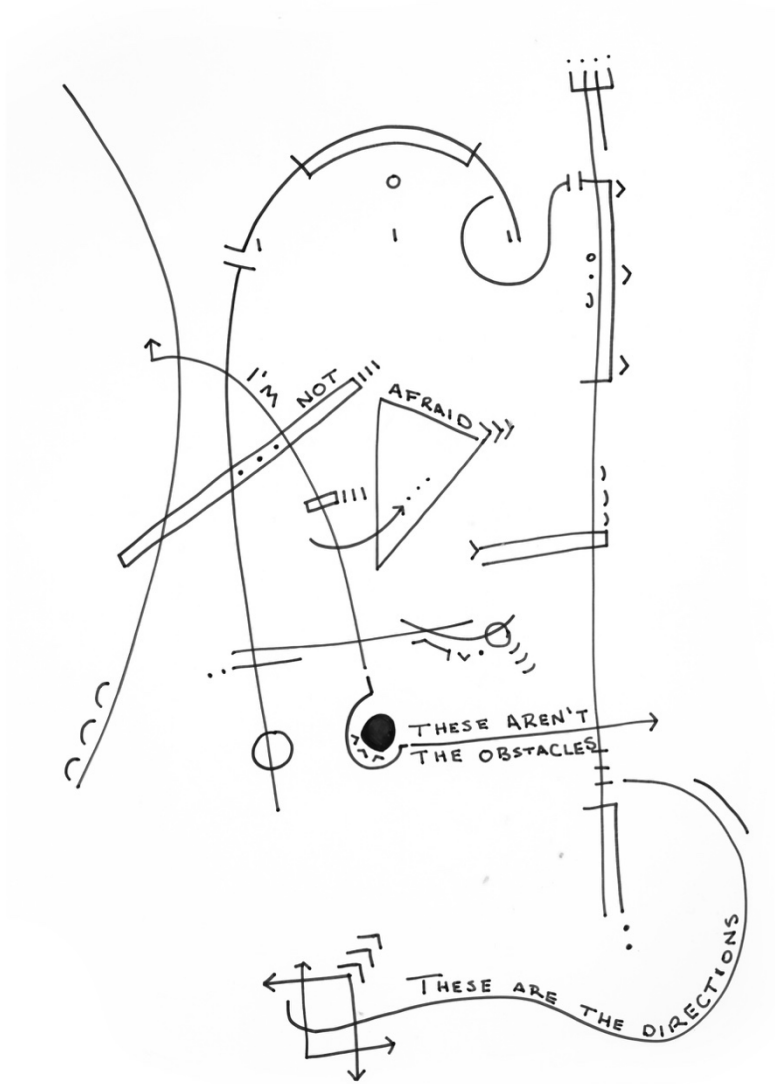 I'M NOT AFRAID
THESE AREN'T
THE OBSTACLES
THESE ARE THE DIRECTIONS